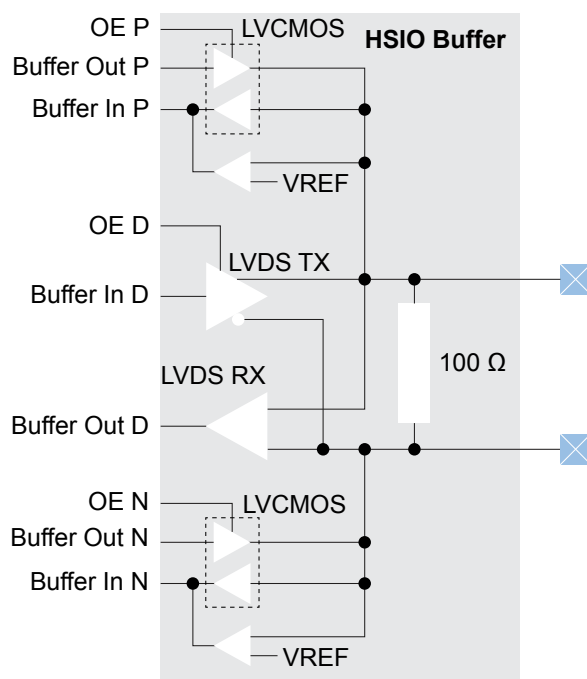 OE P
LVCMOS
HSIO Buffer
Buffer Out P
Buffer In P
VREF
OE D
LVDS TX
Buffer In D
100 Ω
LVDS RX
Buffer Out D
OE N
LVCMOS
Buffer Out N
Buffer In N
VREF